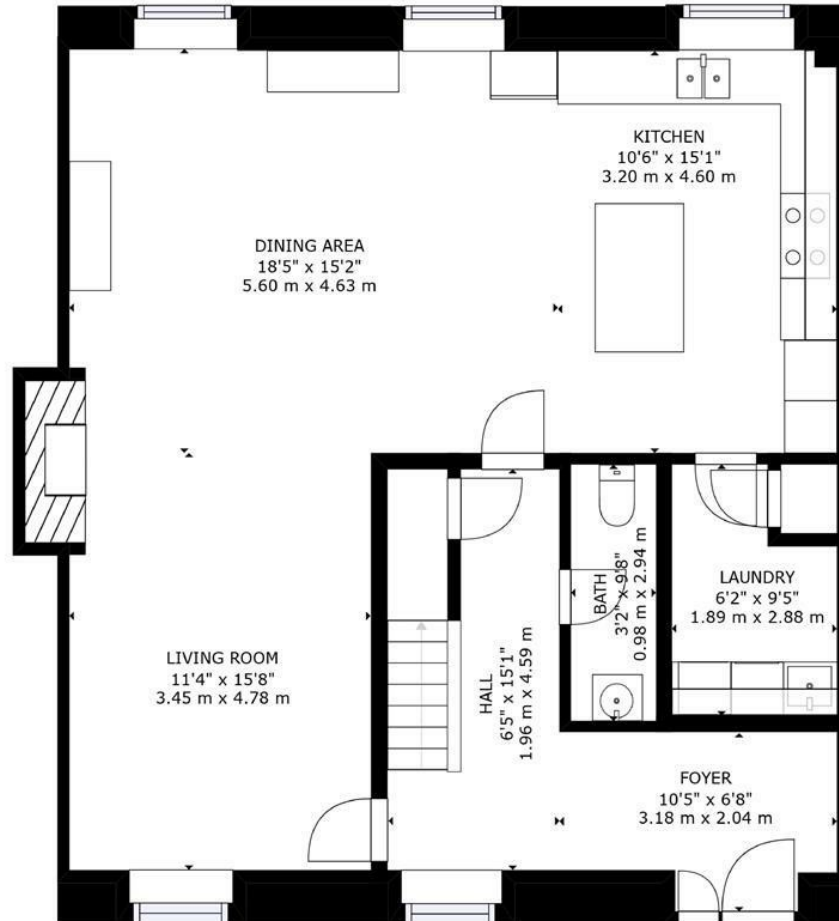 KITCHEN
10'6" x 15'1"
3.20 m x 4.60 m
DINING AREA
18'5" x 15'2"
5.60 m x 4.63 m
LIVING ROOM
11'4" x 15'8"
3.45 m x 4.78 m
HALL
6'5" x 15'1"
1.96 m x 4.59 m
BATH
3'2" x 9'8"
0.98 m x 2.94 m
LAUNDRY
6'2" x 9'5"
1.89 m x 2.88 m
FOYER
10'5" x 6'8"
3.18 m x 2.04 m